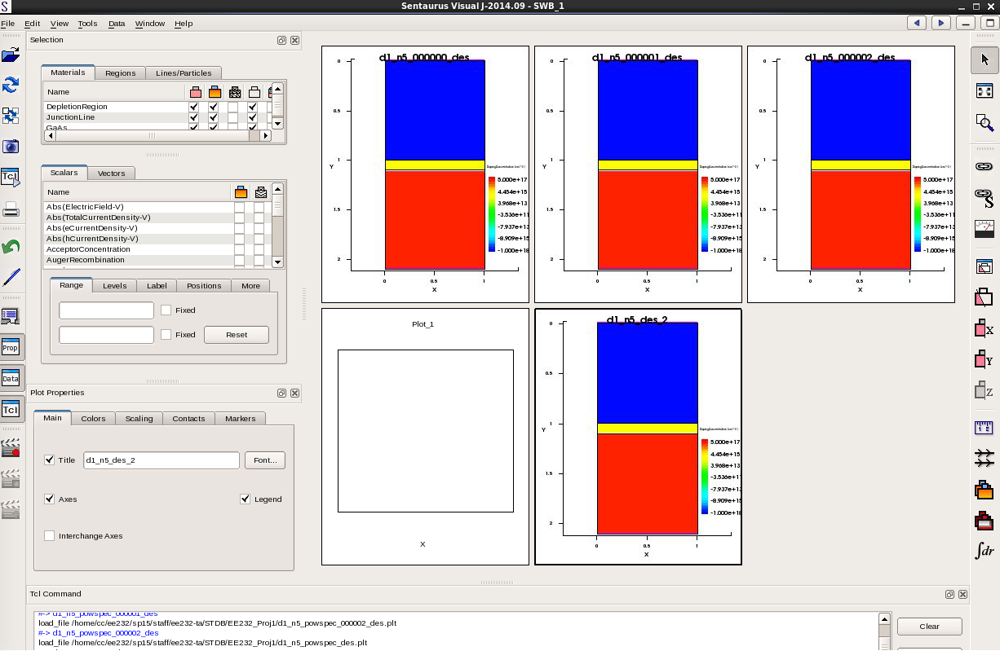 Sentaurus Visual J-2014.09 - SWB_1
File Edit View Tools Data Window Help
Selection
Materials Regions Lines/Particles
Name
DepletionRegion
JunctionLine
GaAs
Scalars Vectors
Name
Abs(ElectricField-V)
Abs(TotalCurrentDensity-V)
Abs(eCurrentDensity-V)
Abs(hCurrentDensity-V)
AcceptorConcentration
AugerRecombination
Range Levels Label Positions More
Fixed
Fixed Reset
Plot Properties
Main Colors Scaling Contacts Markers
Title d1_n5_des_2 Font...
Axes Legend
Interchange Axes
Tcl
Prop
Data
Tcl
d1_n5_000000_des
0
0.5
1
Y
1.5
2
0 0.5 1
X
DopingConcentration (cm^-3)
5.000e+17
4.454e+15
3.968e+13
-3.536e+11
-7.937e+13
-8.909e+15
-1.000e+18
d1_n5_000001_des
0
0.5
1
Y
1.5
2
0 0.5 1
X
DopingConcentration (cm^-3)
5.000e+17
4.454e+15
3.968e+13
-3.536e+11
-7.937e+13
-8.909e+15
-1.000e+18
d1_n5_000002_des
0
0.5
1
Y
1.5
2
0 0.5 1
X
DopingConcentration (cm^-3)
5.000e+17
4.454e+15
3.968e+13
-3.536e+11
-7.937e+13
-8.909e+15
-1.000e+18
Plot_1
X
d1_n5_des_2
0
0.5
1
Y
1.5
2
0 0.5 1
X
DopingConcentration (cm^-3)
5.000e+17
4.454e+15
3.968e+13
-3.536e+11
-7.937e+13
-8.909e+15
-1.000e+18
S
X
Y
Z
1 2
∫dr
Tcl Command
#-> d1_n5_powspec_000001_des
load_file /home/cc/ee232/sp15/staff/ee232-ta/STDB/EE232_Proj1/d1_n5_powspec_000002_des.plt
#-> d1_n5_powspec_000002_des
load_file /home/cc/ee232/sp15/staff/ee232-ta/STDB/EE232_Proj1/d1_n5_powspec_des.plt
Clear